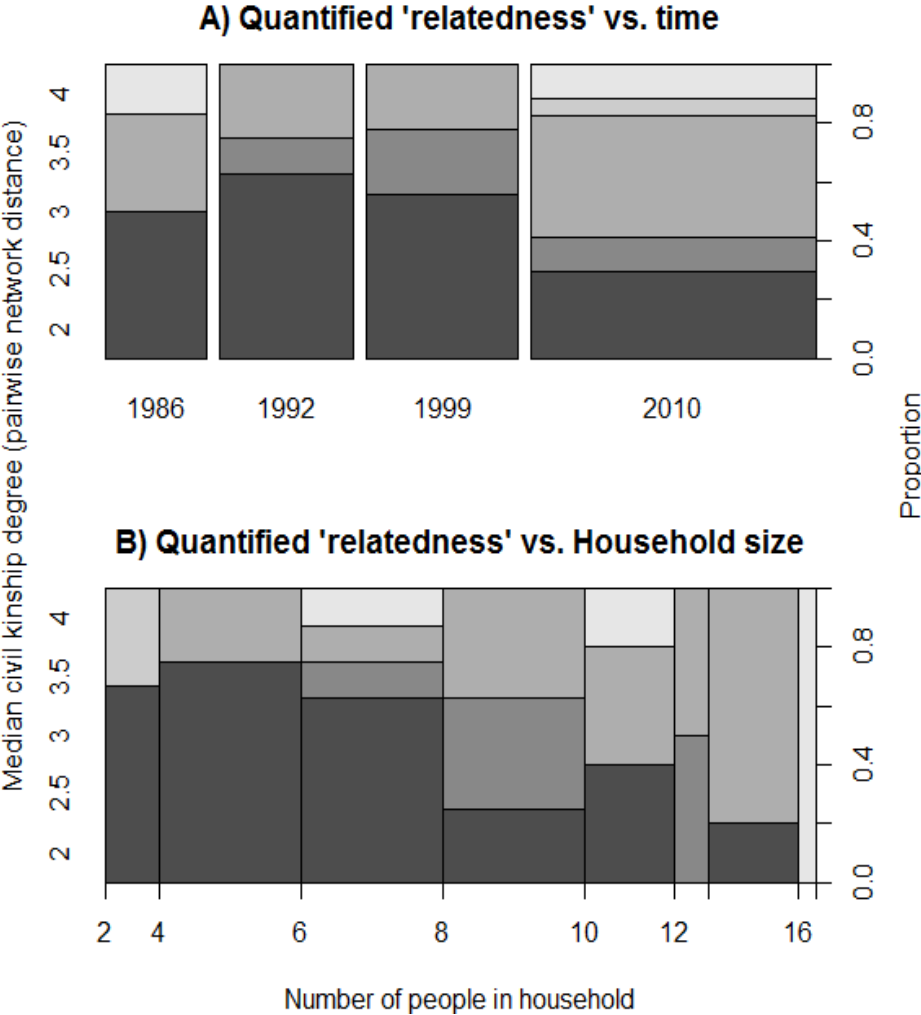 A) Quantified 'relatedness' vs. time
Median civil kinship degree (pairwise network distance)
4
3.5
3
2.5
2
0.8
0.4
0.0
1986 1992 1999 2010
Proportion
B) Quantified 'relatedness' vs. Household size
4
3.5
3
2.5
2
0.8
0.4
0.0
2 4 6 8 10 12 16
Number of people in household